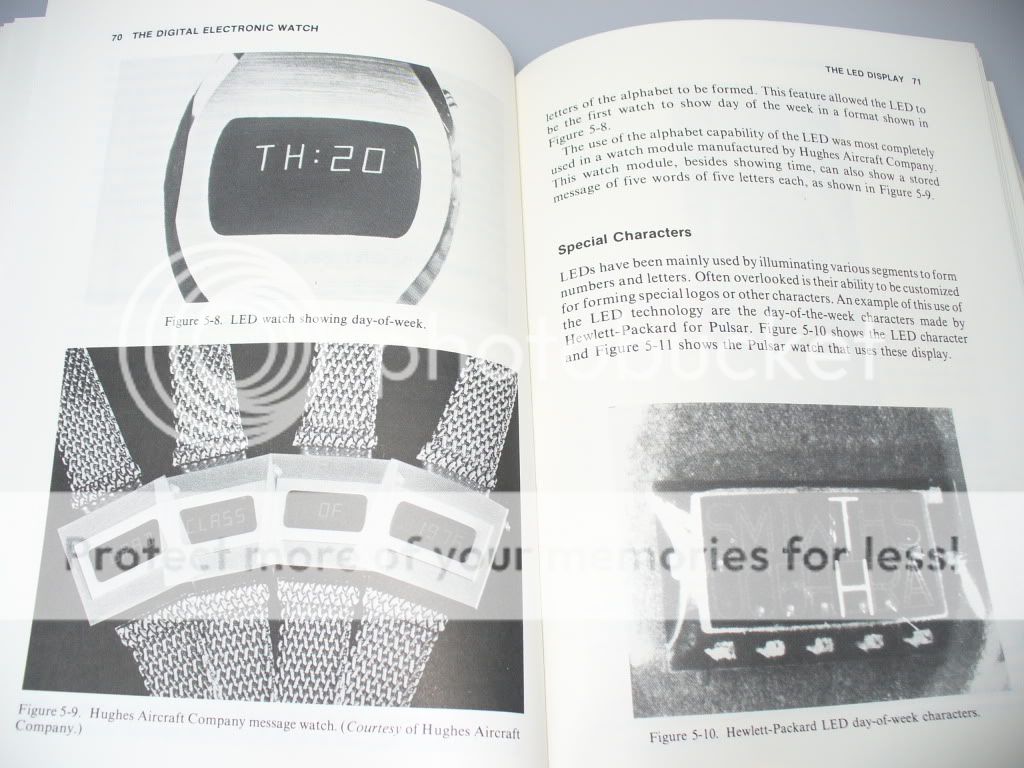 70 THE DIGITAL ELECTRONIC WATCH
TH:20
Figure 5-8. LED watch showing day-of-week.
CLASS
OF
Figure 5-9. Hughes Aircraft Company message watch. (Courtesy of Hughes Aircraft
Company.)
THE LED DISPLAY 71
letters of the alphabet to be formed. This feature allowed the LED to
be the first watch to show day of the week in a format shown in
Figure 5-8.
The use of the alphabet capability of the LED was most completely
used in a watch module manufactured by Hughes Aircraft Company.
This watch module, besides showing time, can also show a stored
message of five words of five letters each, as shown in Figure 5-9.
Special Characters
LEDs have been mainly used by illuminating various segments to form
numbers and letters. Often overlooked is their ability to be customized
for forming special logos or other characters. An example of this use of
the LED technology are the day-of-the-week characters made by
Hewlett-Packard for Pulsar. Figure 5-10 shows the LED character
and Figure 5-11 shows the Pulsar watch that uses these display.
T
H
Figure 5-10. Hewlett-Packard LED day-of-week characters.
photobucket
Protect more of your memories for less!